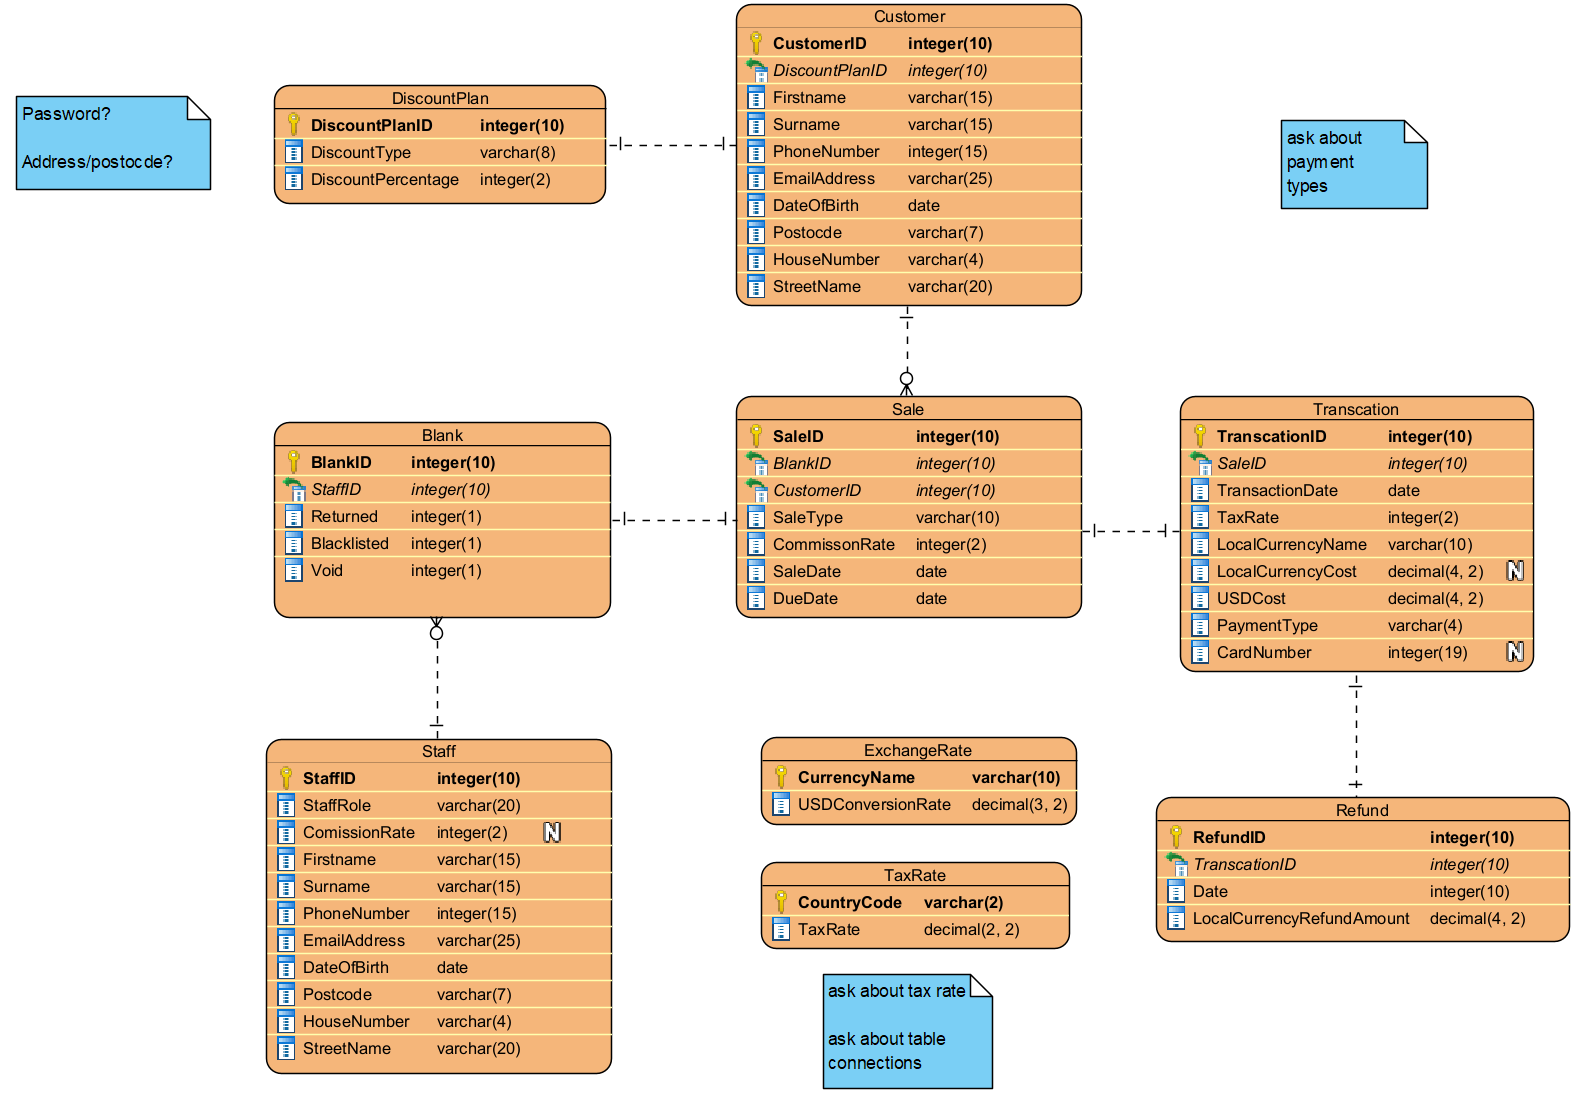 Password?
Address/postocde?
DiscountPlan
DiscountPlanID integer(10)
DiscountType varchar(8)
DiscountPercentage integer(2)
Customer
CustomerID integer(10)
DiscountPlanID integer(10)
Firstname varchar(15)
Surname varchar(15)
PhoneNumber integer(15)
EmailAddress varchar(25)
DateOfBirth date
Postocde varchar(7)
HouseNumber varchar(4)
StreetName varchar(20)
ask about
payment
types
Blank
BlankID integer(10)
StaffID integer(10)
Returned integer(1)
Blacklisted integer(1)
Void integer(1)
Sale
SaleID integer(10)
BlankID integer(10)
CustomerID integer(10)
SaleType varchar(10)
CommissonRate integer(2)
SaleDate date
DueDate date
Transcation
TranscationID integer(10)
SaleID integer(10)
TransactionDate date
TaxRate integer(2)
LocalCurrencyName varchar(10)
LocalCurrencyCost decimal(4, 2) N
USDCost decimal(4, 2)
PaymentType varchar(4)
CardNumber integer(19) N
Staff
StaffID integer(10)
StaffRole varchar(20)
ComissionRate integer(2) N
Firstname varchar(15)
Surname varchar(15)
PhoneNumber integer(15)
EmailAddress varchar(25)
DateOfBirth date
Postcode varchar(7)
HouseNumber varchar(4)
StreetName varchar(20)
ExchangeRate
CurrencyName varchar(10)
USDConversionRate decimal(3, 2)
TaxRate
CountryCode varchar(2)
TaxRate decimal(2, 2)
ask about tax rate
ask about table
connections
Refund
RefundID integer(10)
TranscationID integer(10)
Date integer(10)
LocalCurrencyRefundAmount decimal(4, 2)